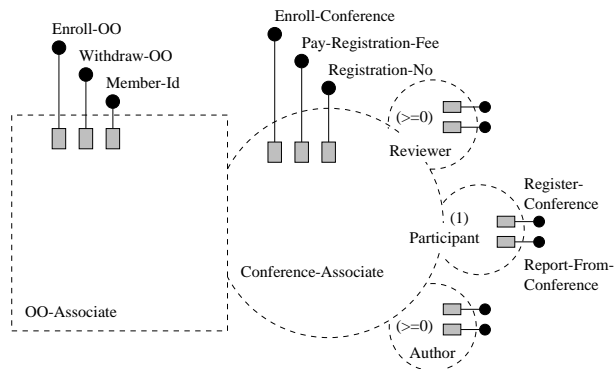 Enroll-OO
Withdraw-OO
Member-Id
Enroll-Conference
Pay-Registration-Fee
Registration-No
(>=0)
Reviewer
Register-
Conference
(1)
Participant
Report-From-
Conference
Conference-Associate
OO-Associate
(>=0)
Author